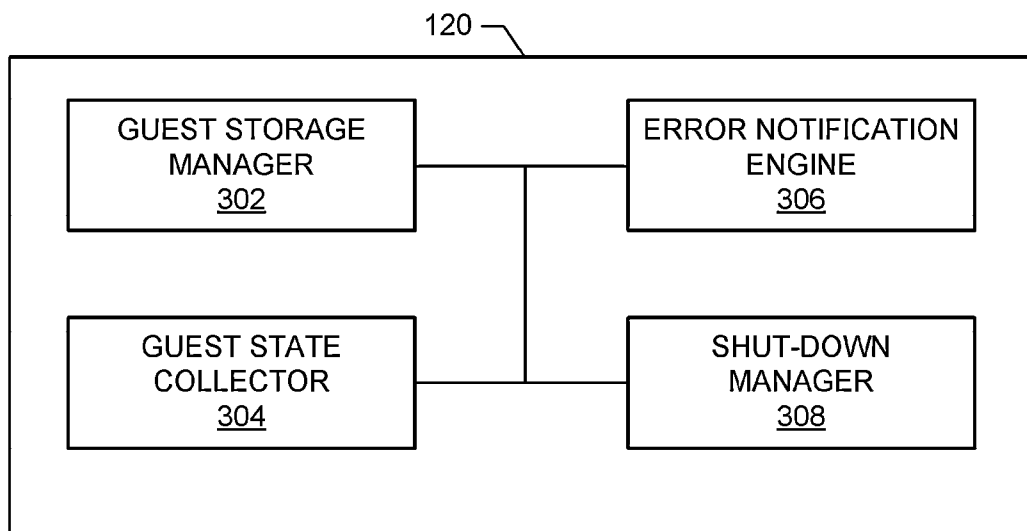 120
GUEST STORAGE
MANAGER
302
ERROR NOTIFICATION
ENGINE
306
GUEST STATE
COLLECTOR
304
SHUT-DOWN
MANAGER
308